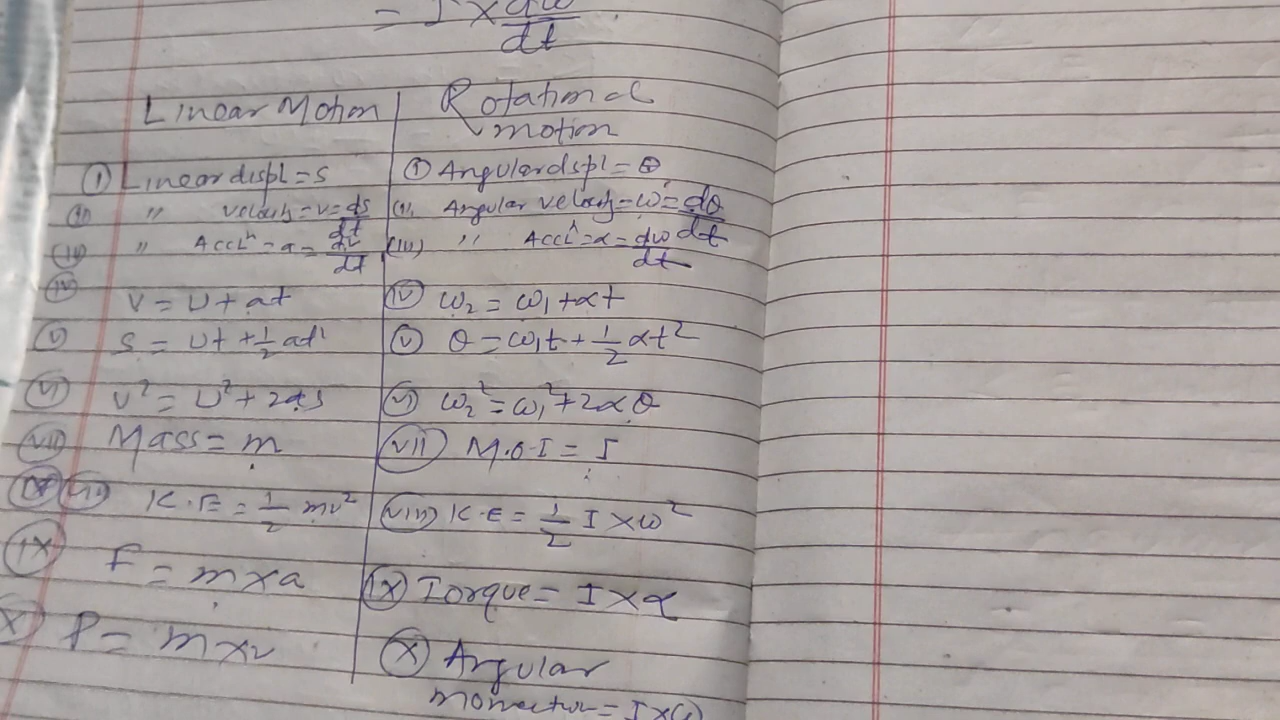 = I × dω/dt
Linear Motion | Rotational motion
(i) Linear displ = s | (i) Angular dspl = θ
(ii) " velocity = v = ds/dt | (ii) Angular velocity = ω = dθ/dt
(iii) " Accln = a = dv/dt | (iii) " Accln = α = dω/dt
(iv) v = u + at | (iv) ω₂ = ω₁ + αt
(v) s = ut + 1/2 at² | (v) θ = ω₁t + 1/2 αt²
(vi) v² = u² + 2as | (vi) ω₂² = ω₁² + 2αθ
(vii) Mass = m | (vii) M.O.I = I
(viii) K.E = 1/2 mv² | (viii) K.E = 1/2 I × ω²
(ix) F = m × a | (ix) Torque = I × α
(x) P = m × v | (x) Angular
momentum = I × ω